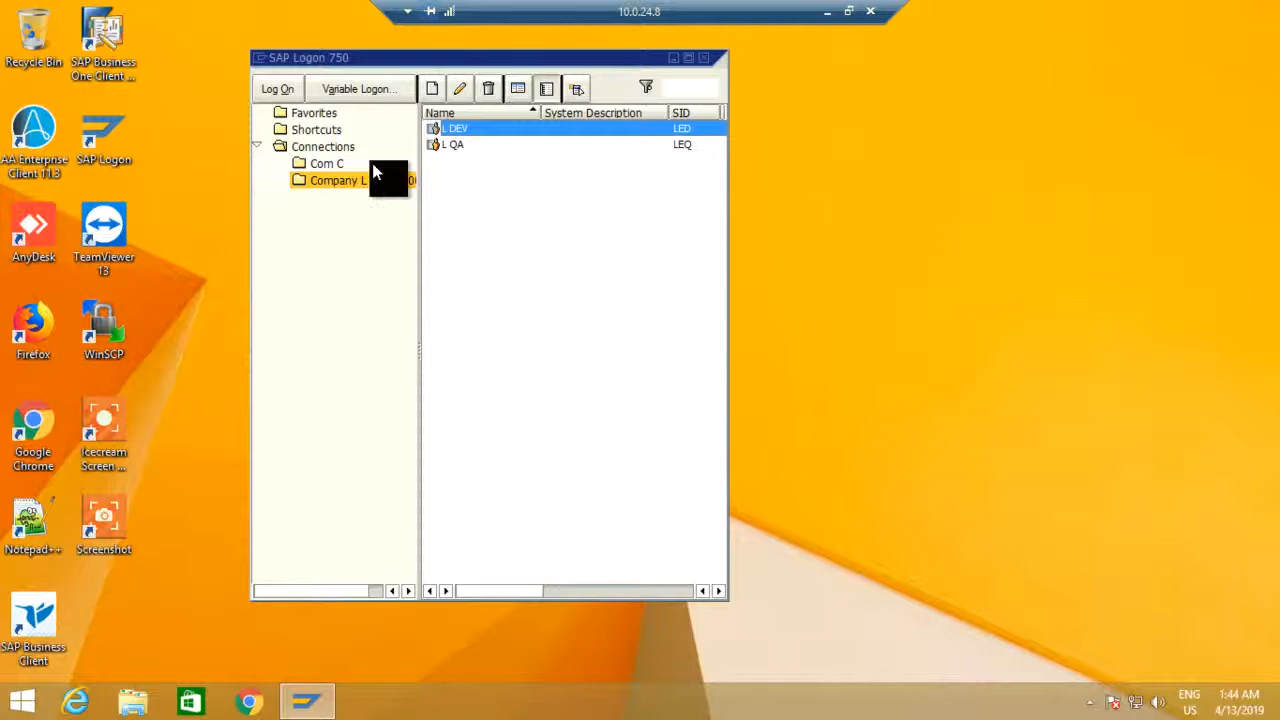 10.0.24.8
Recycle Bin
SAP Business
One Client ...
AA Enterprise
Client 11.3
SAP Logon
AnyDesk
TeamViewer
13
Firefox
WinSCP
Google
Chrome
Icecream
Screen ...
Notepad++
Screenshot
SAP Business
Client
SAP Logon 750
Log On
Variable Logon...
Favorites
Shortcuts
Connections
Com C
Company L
Name System Description SID
L DEV LED
L QA LEQ
ENG 1:44 AM
US 4/13/2019